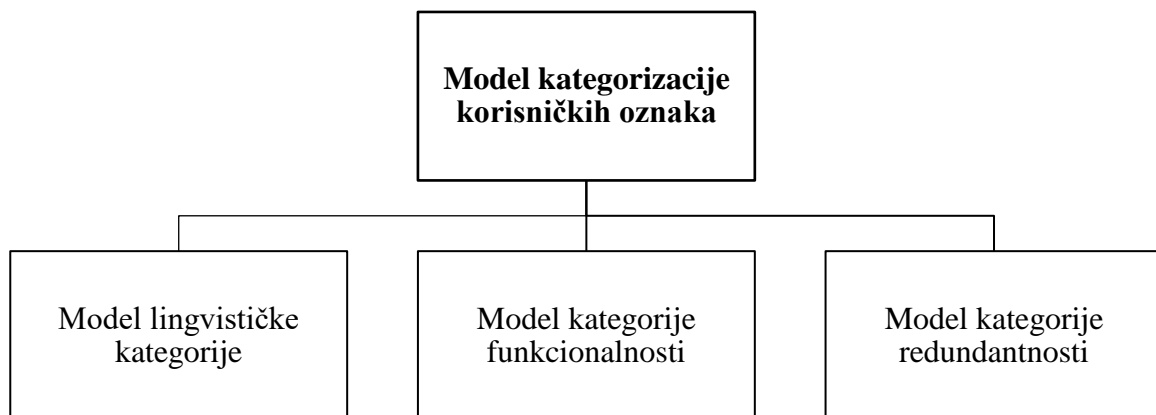 Model kategorizacije
korisničkih oznaka
Model lingvističke
kategorije
Model kategorije
funkcionalnosti
Model kategorije
redundantnosti